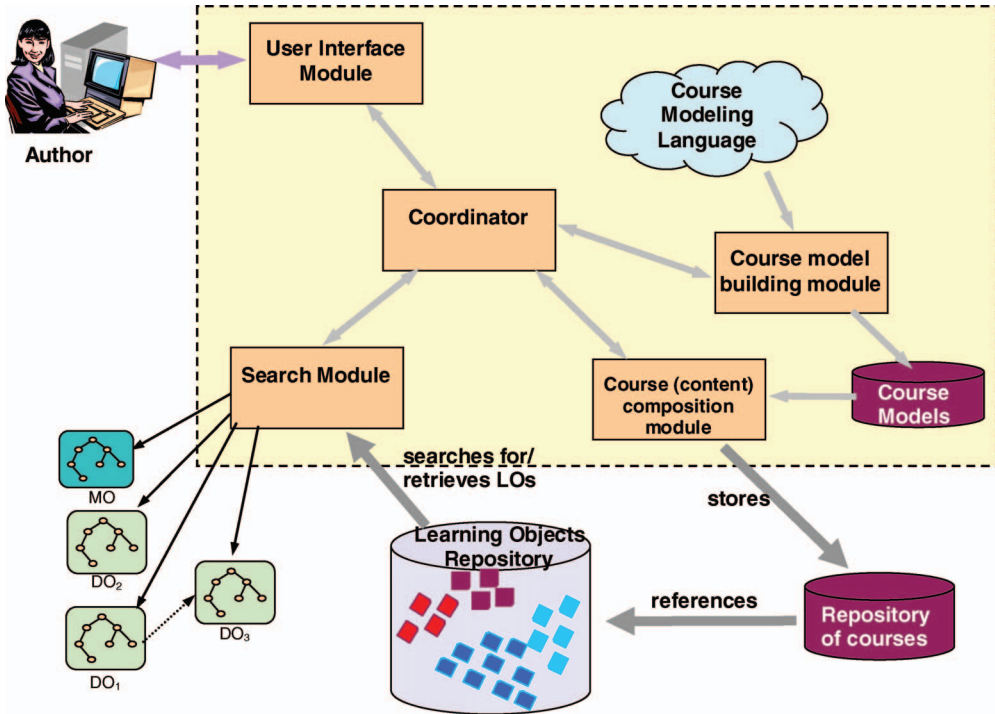 User Interface
Module
Author
Course
Modeling
Language
Coordinator
Course model
building module
Search Module
Course (content)
composition
module
Course
Models
searches for/
retrieves LOs
stores
MO
DO₂
DO₃
DO₁
Learning Objects
Repository
references
Repository
of courses